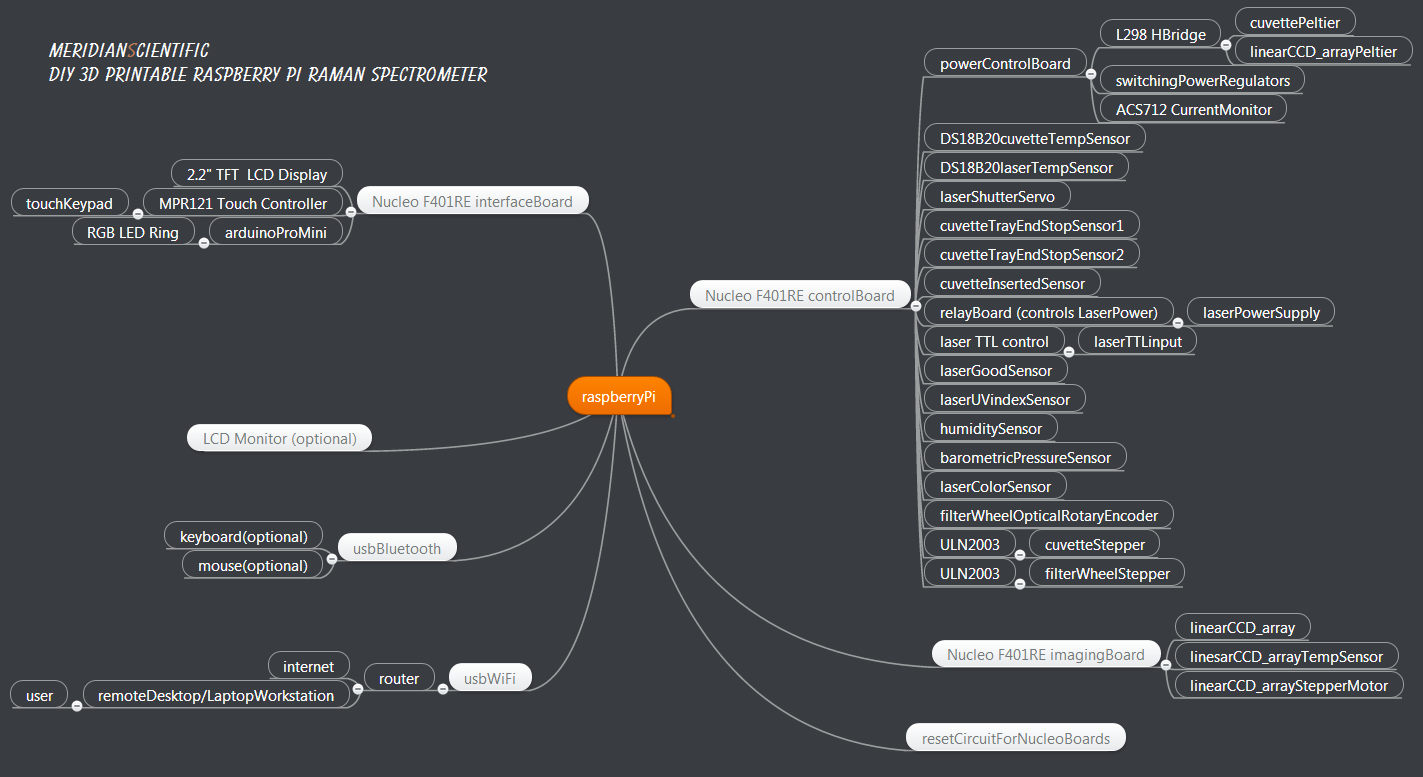 MERIDIANSCIENTIFIC
DIY 3D PRINTABLE RASPBERRY PI RAMAN SPECTROMETER
2.2" TFT LCD Display
touchKeypad
MPR121 Touch Controller
RGB LED Ring
arduinoProMini
Nucleo F401RE interfaceBoard
LCD Monitor (optional)
keyboard(optional)
mouse(optional)
usbBluetooth
internet
user
remoteDesktop/LaptopWorkstation
router
usbWiFi
raspberryPi
Nucleo F401RE controlBoard
powerControlBoard
L298 HBridge
cuvettePeltier
linearCCD_arrayPeltier
switchingPowerRegulators
ACS712 CurrentMonitor
DS18B20cuvetteTempSensor
DS18B20laserTempSensor
laserShutterServo
cuvetteTrayEndStopSensor1
cuvetteTrayEndStopSensor2
cuvetteInsertedSensor
relayBoard (controls LaserPower)
laserPowerSupply
laser TTL control
laserTTLinput
laserGoodSensor
laserUVindexSensor
humiditySensor
barometricPressureSensor
laserColorSensor
filterWheelOpticalRotaryEncoder
ULN2003
cuvetteStepper
ULN2003
filterWheelStepper
Nucleo F401RE imagingBoard
linearCCD_array
linesarCCD_arrayTempSensor
linearCCD_arrayStepperMotor
resetCircuitForNucleoBoards